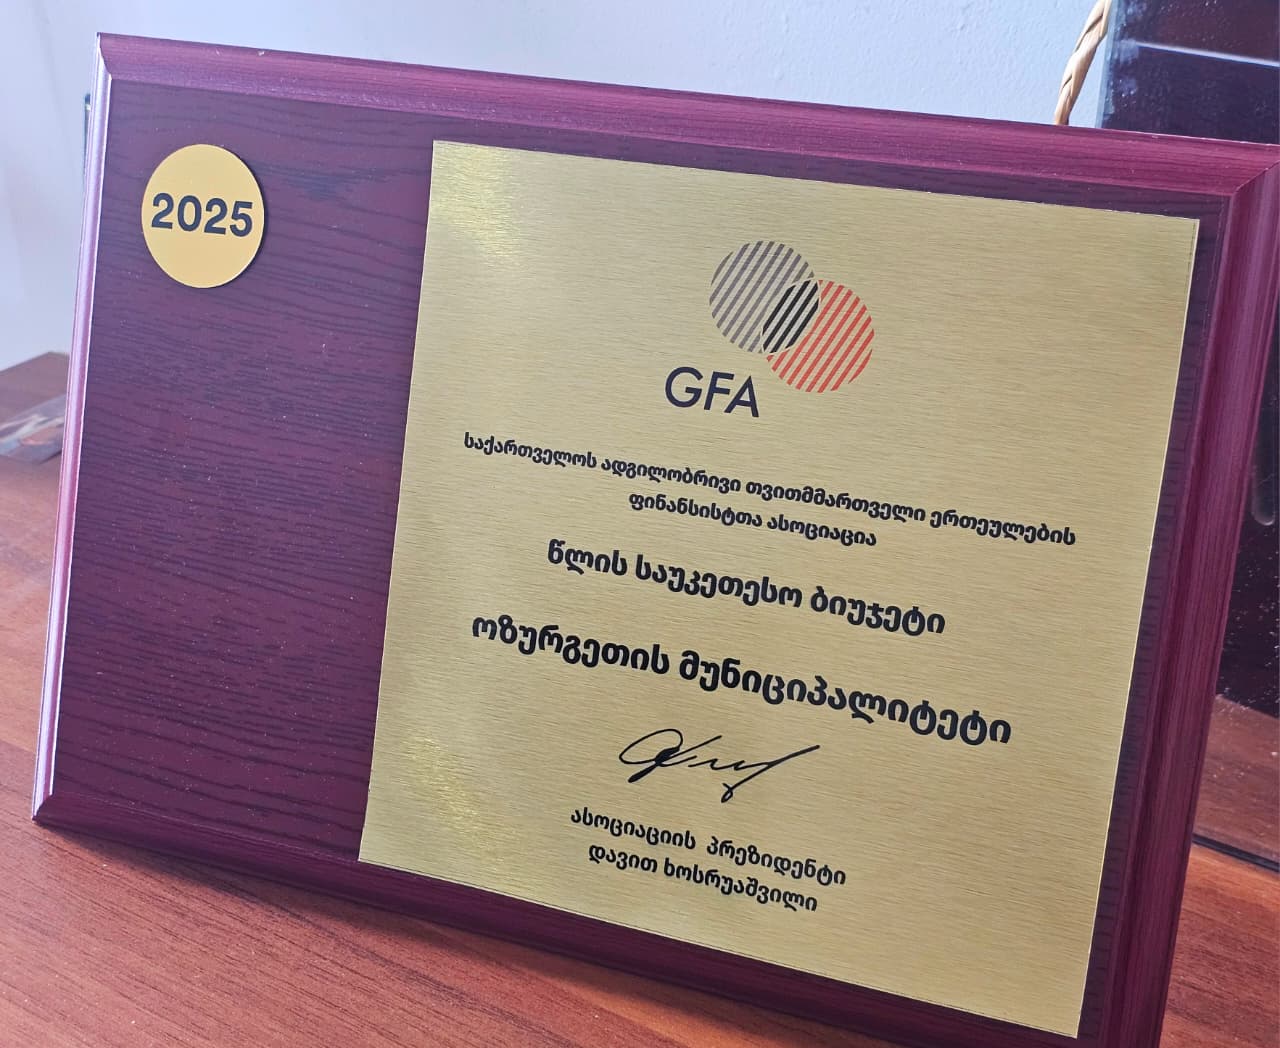 2025
GFA
საქართველოს ადგილობრივი თვითმმართველი ერთეულების
ფინანსისტთა ასოციაცია
წლის საუკეთესო ბიუჯეტი
ოზურგეთის მუნიციპალიტეტი
ასოციაციის პრეზიდენტი
დავით ხოსრუაშვილი